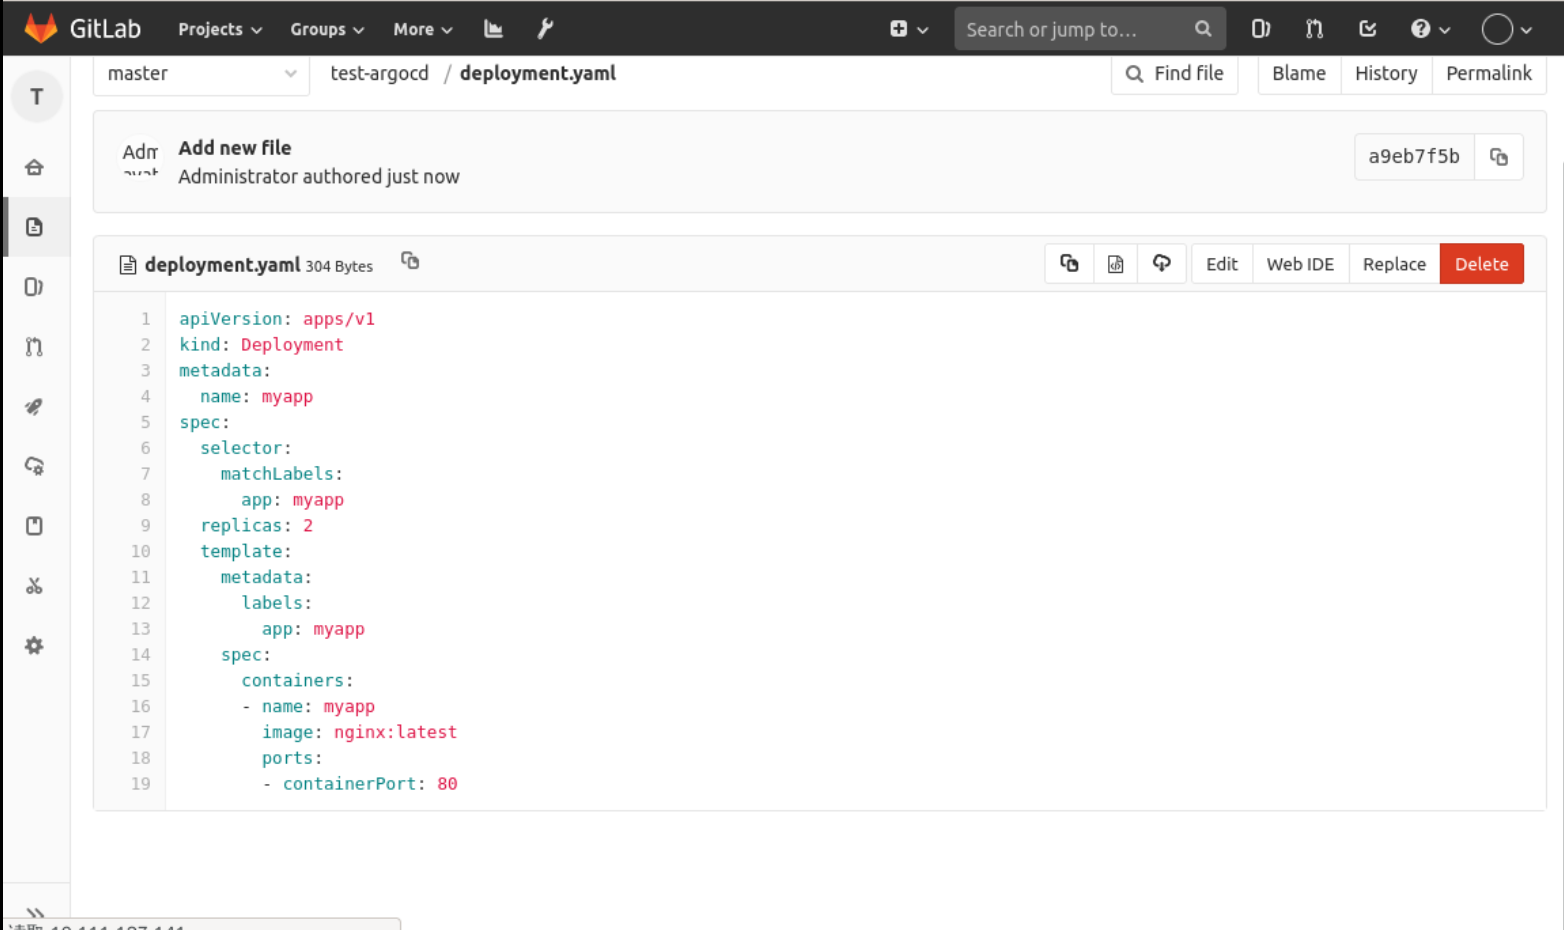 GitLab Projects Groups More Search or jump to...
master test-argocd / deployment.yaml Find file Blame History Permalink
T
Add new file
Administrator authored just now
a9eb7f5b
deployment.yaml 304 Bytes Edit Web IDE Replace Delete
1 apiVersion: apps/v1
2 kind: Deployment
3 metadata:
4   name: myapp
5 spec:
6   selector:
7     matchLabels:
8       app: myapp
9   replicas: 2
10   template:
11     metadata:
12       labels:
13         app: myapp
14     spec:
15       containers:
16       - name: myapp
17         image: nginx:latest
18         ports:
19         - containerPort: 80